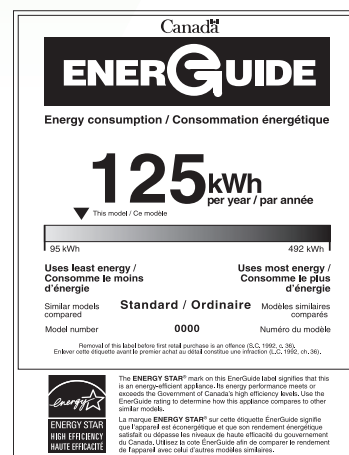 Canada
ENERGUIDE
Energy consumption / Consommation énergétique
125 kWh
per year / par année
This model / Ce modèle
95 kWh 492 kWh
Uses least energy / Uses most energy /
Consomme le moins Consomme le plus
d'énergie d'énergie
Similar models Standard / Ordinaire Modèles similaires
compared comparés
Model number 0000 Numéro du modèle
Removal of this label before first retail purchase is an offence (S.C. 1992, c. 36).
Enlever cette étiquette avant le premier achat au détail constitue une infraction (L.C. 1992, ch. 36).
energy
ENERGY STAR
HIGH EFFICIENCY
HAUTE EFFICACITÉ
The ENERGY STAR® mark on this EnerGuide label signifies that this
is an energy-efficient appliance. Its energy performance meets or
exceeds the Government of Canada's high efficiency levels. Use the
EnerGuide rating to determine how this appliance compares to other
similar models.
La marque ENERGY STAR® sur cette étiquette ÉnerGuide signifie
que l'appareil est éconergétique et que son rendement énergétique
satisfait ou dépasse les niveaux de haute efficacité du gouvernement
du Canada. Utilisez la cote ÉnerGuide afin de comparer le rendement
de l'appareil avec celui d'autres modèles similaires.